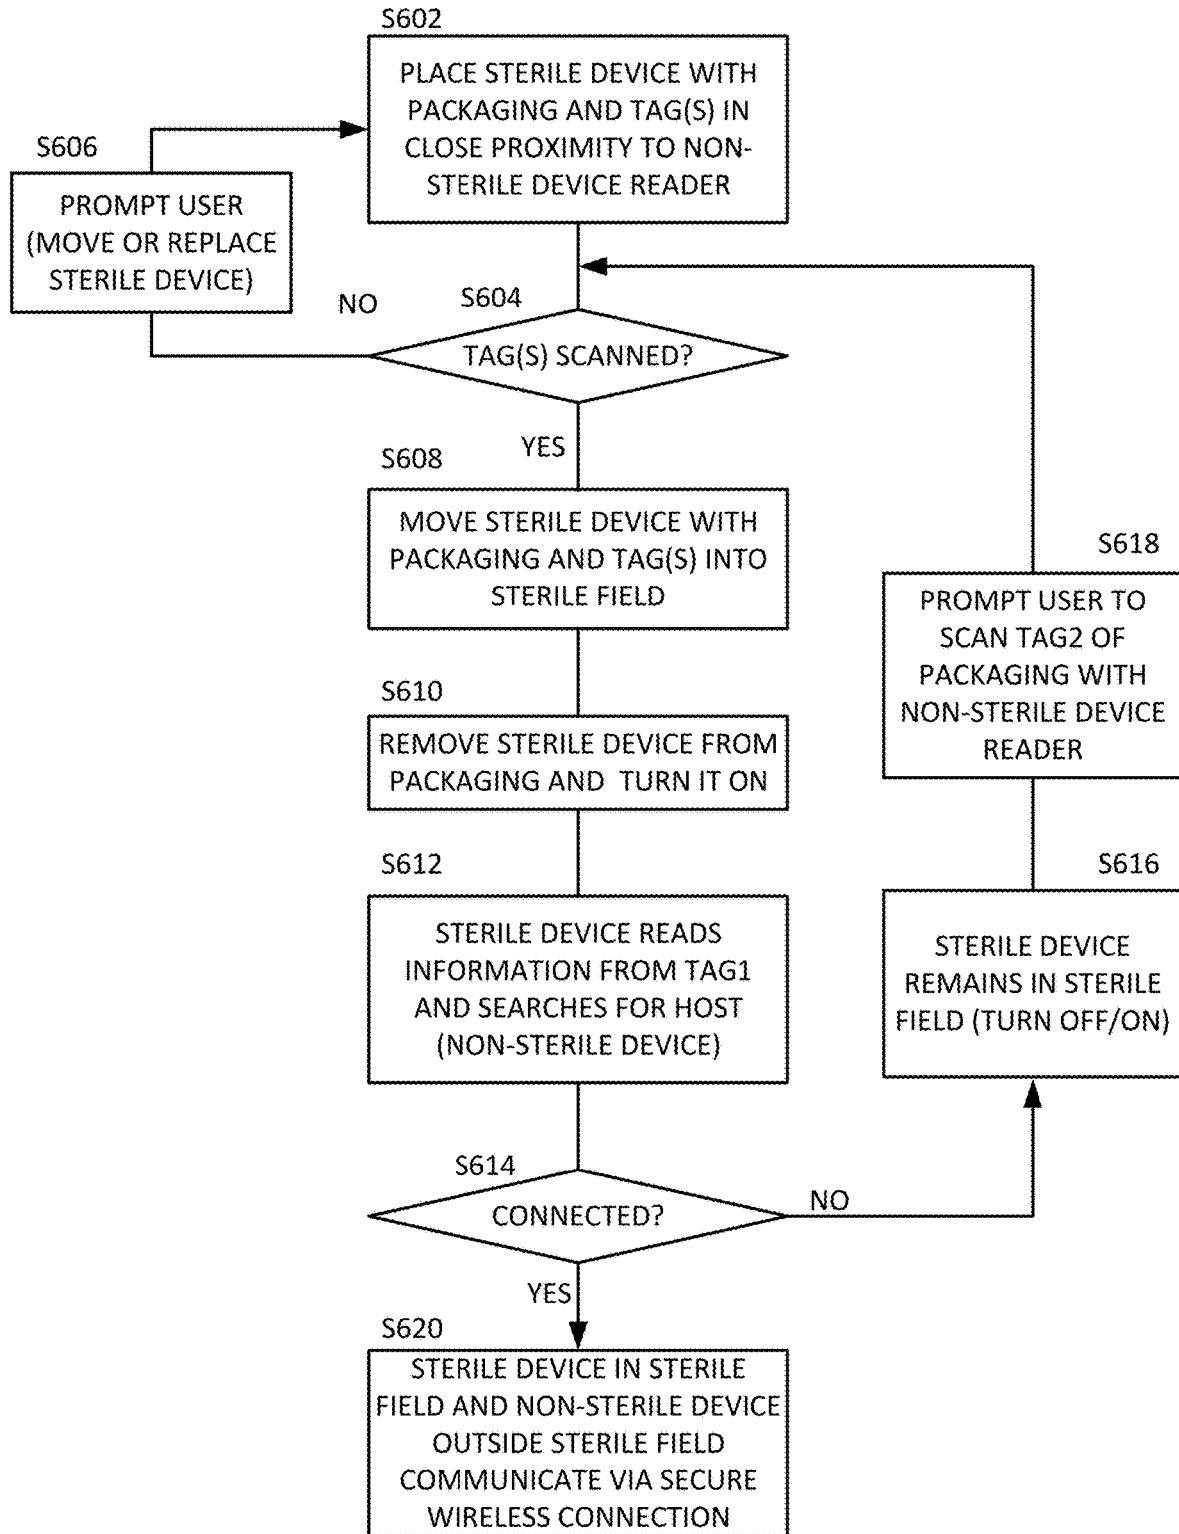 S602
PLACE STERILE DEVICE WITH
PACKAGING AND TAG(S) IN
CLOSE PROXIMITY TO NON-
STERILE DEVICE READER
S606
PROMPT USER
(MOVE OR REPLACE
STERILE DEVICE)
NO
S604
TAG(S) SCANNED?
YES
S608
MOVE STERILE DEVICE WITH
PACKAGING AND TAG(S) INTO
STERILE FIELD
S610
REMOVE STERILE DEVICE FROM
PACKAGING AND TURN IT ON
S612
STERILE DEVICE READS
INFORMATION FROM TAG1
AND SEARCHES FOR HOST
(NON-STERILE DEVICE)
S614
CONNECTED?
NO
S616
STERILE DEVICE
REMAINS IN STERILE
FIELD (TURN OFF/ON)
S618
PROMPT USER TO
SCAN TAG2 OF
PACKAGING WITH
NON-STERILE DEVICE
READER
YES
S620
STERILE DEVICE IN STERILE
FIELD AND NON-STERILE DEVICE
OUTSIDE STERILE FIELD
COMMUNICATE VIA SECURE
WIRELESS CONNECTION